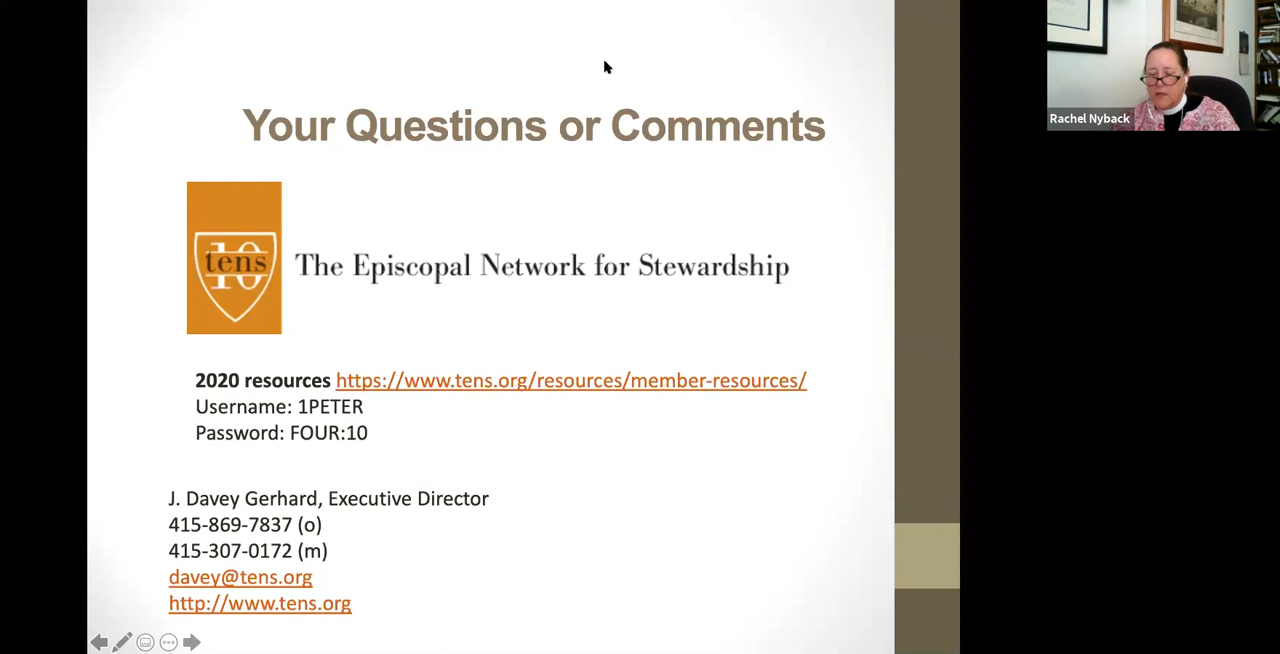 Your Questions or Comments
10
tens
The Episcopal Network for Stewardship
2020 resources https://www.tens.org/resources/member-resources/
Username: 1PETER
Password: FOUR:10
J. Davey Gerhard, Executive Director
415-869-7837 (o)
415-307-0172 (m)
davey@tens.org
http://www.tens.org
Rachel Nyback